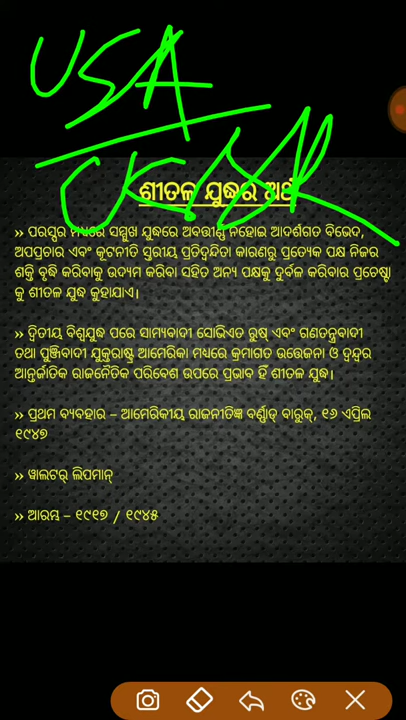 USA
ଶୀତଳ ଯୁଦ୍ଧର ଅର୍ଥ
›› ପରସ୍ପର ମଧ୍ୟରେ ସମ୍ମୁଖ ଯୁଦ୍ଧରେ ଅବତୀର୍ଣ୍ଣ ନହୋଇ ଆଦର୍ଶଗତ ବିଭେଦ,
ଅପପ୍ରଚାର ଏବଂ କୂଟନୀତି ସ୍ତରୀୟ ପ୍ରତିଦ୍ୱନ୍ଦିତା କାରଣରୁ ପ୍ରତ୍ୟେକ ପକ୍ଷ ନିଜର
ଶକ୍ତି ବୃଦ୍ଧି କରିବାକୁ ଉଦ୍ୟମ କରିବା ସହିତ ଅନ୍ୟ ପକ୍ଷକୁ ଦୁର୍ବଳ କରିବାର ପ୍ରଚେଷ୍ଟା
କୁ ଶୀତଳ ଯୁଦ୍ଧ କୁହାଯାଏ।
›› ଦ୍ୱିତୀୟ ବିଶ୍ୱଯୁଦ୍ଧ ପରେ ସାମ୍ୟବାଦୀ ସୋଭିଏତ ରୁଷ୍ ଏବଂ ଗଣତନ୍ତ୍ରବାଦୀ
ତଥା ପୁଞ୍ଜିବାଦୀ ଯୁକ୍ତରାଷ୍ଟ୍ର ଆମେରିକା ମଧ୍ୟରେ କ୍ରମାଗତ ଉତ୍ତେଜନା ଓ ଦ୍ୱନ୍ଦ୍ୱର
ଆନ୍ତର୍ଜାତିକ ରାଜନୈତିକ ପରିବେଶ ଉପରେ ପ୍ରଭାବ ହିଁ ଶୀତଳ ଯୁଦ୍ଧ।
›› ପ୍ରଥମ ବ୍ୟବହାର – ଆମେରିକୀୟ ରାଜନୀତିଜ୍ଞ ବର୍ଣ୍ଣାଡ୍ ବାରୁକ୍, ୧୬ ଏପ୍ରିଲ
୧୯୪୭
›› ୱାଲଟର୍ ଲିପମାନ୍
›› ଆରମ୍ଭ – ୧୯୧୭ / ୧୯୪୫